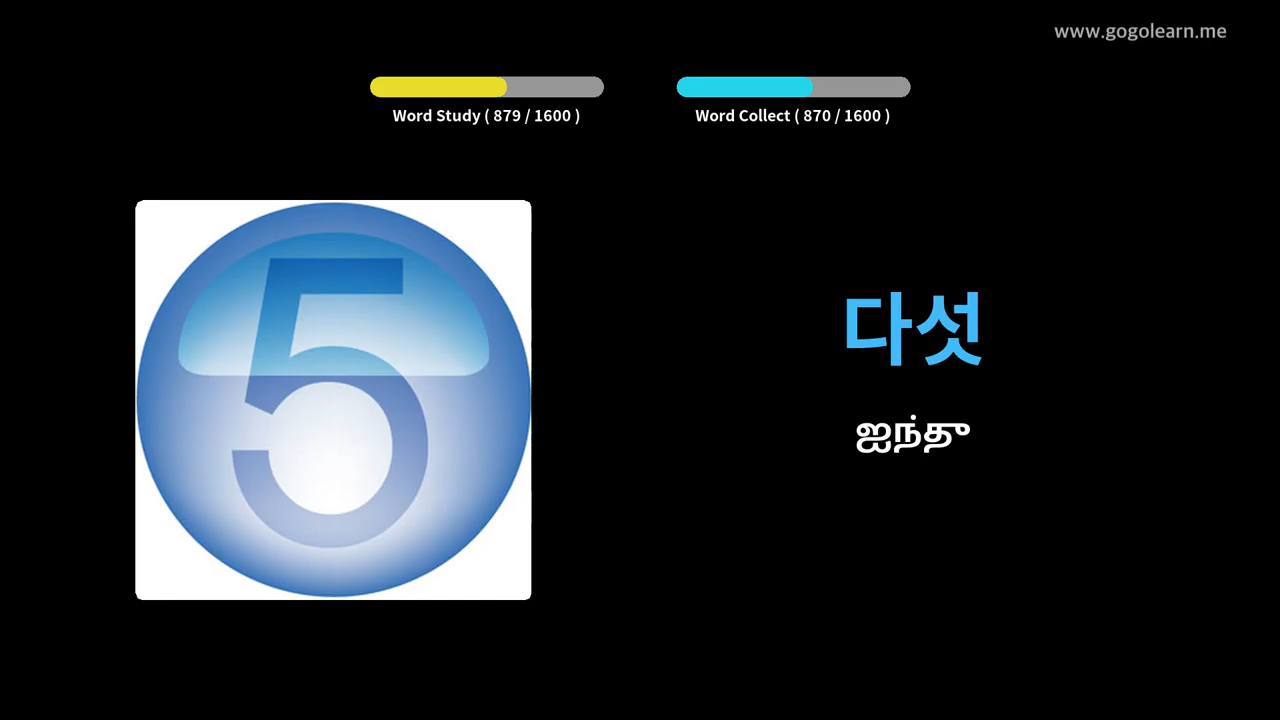 www.gogolearn.me
Word Study ( 879 / 1600 )
Word Collect ( 870 / 1600 )
5
다섯
ஐந்து